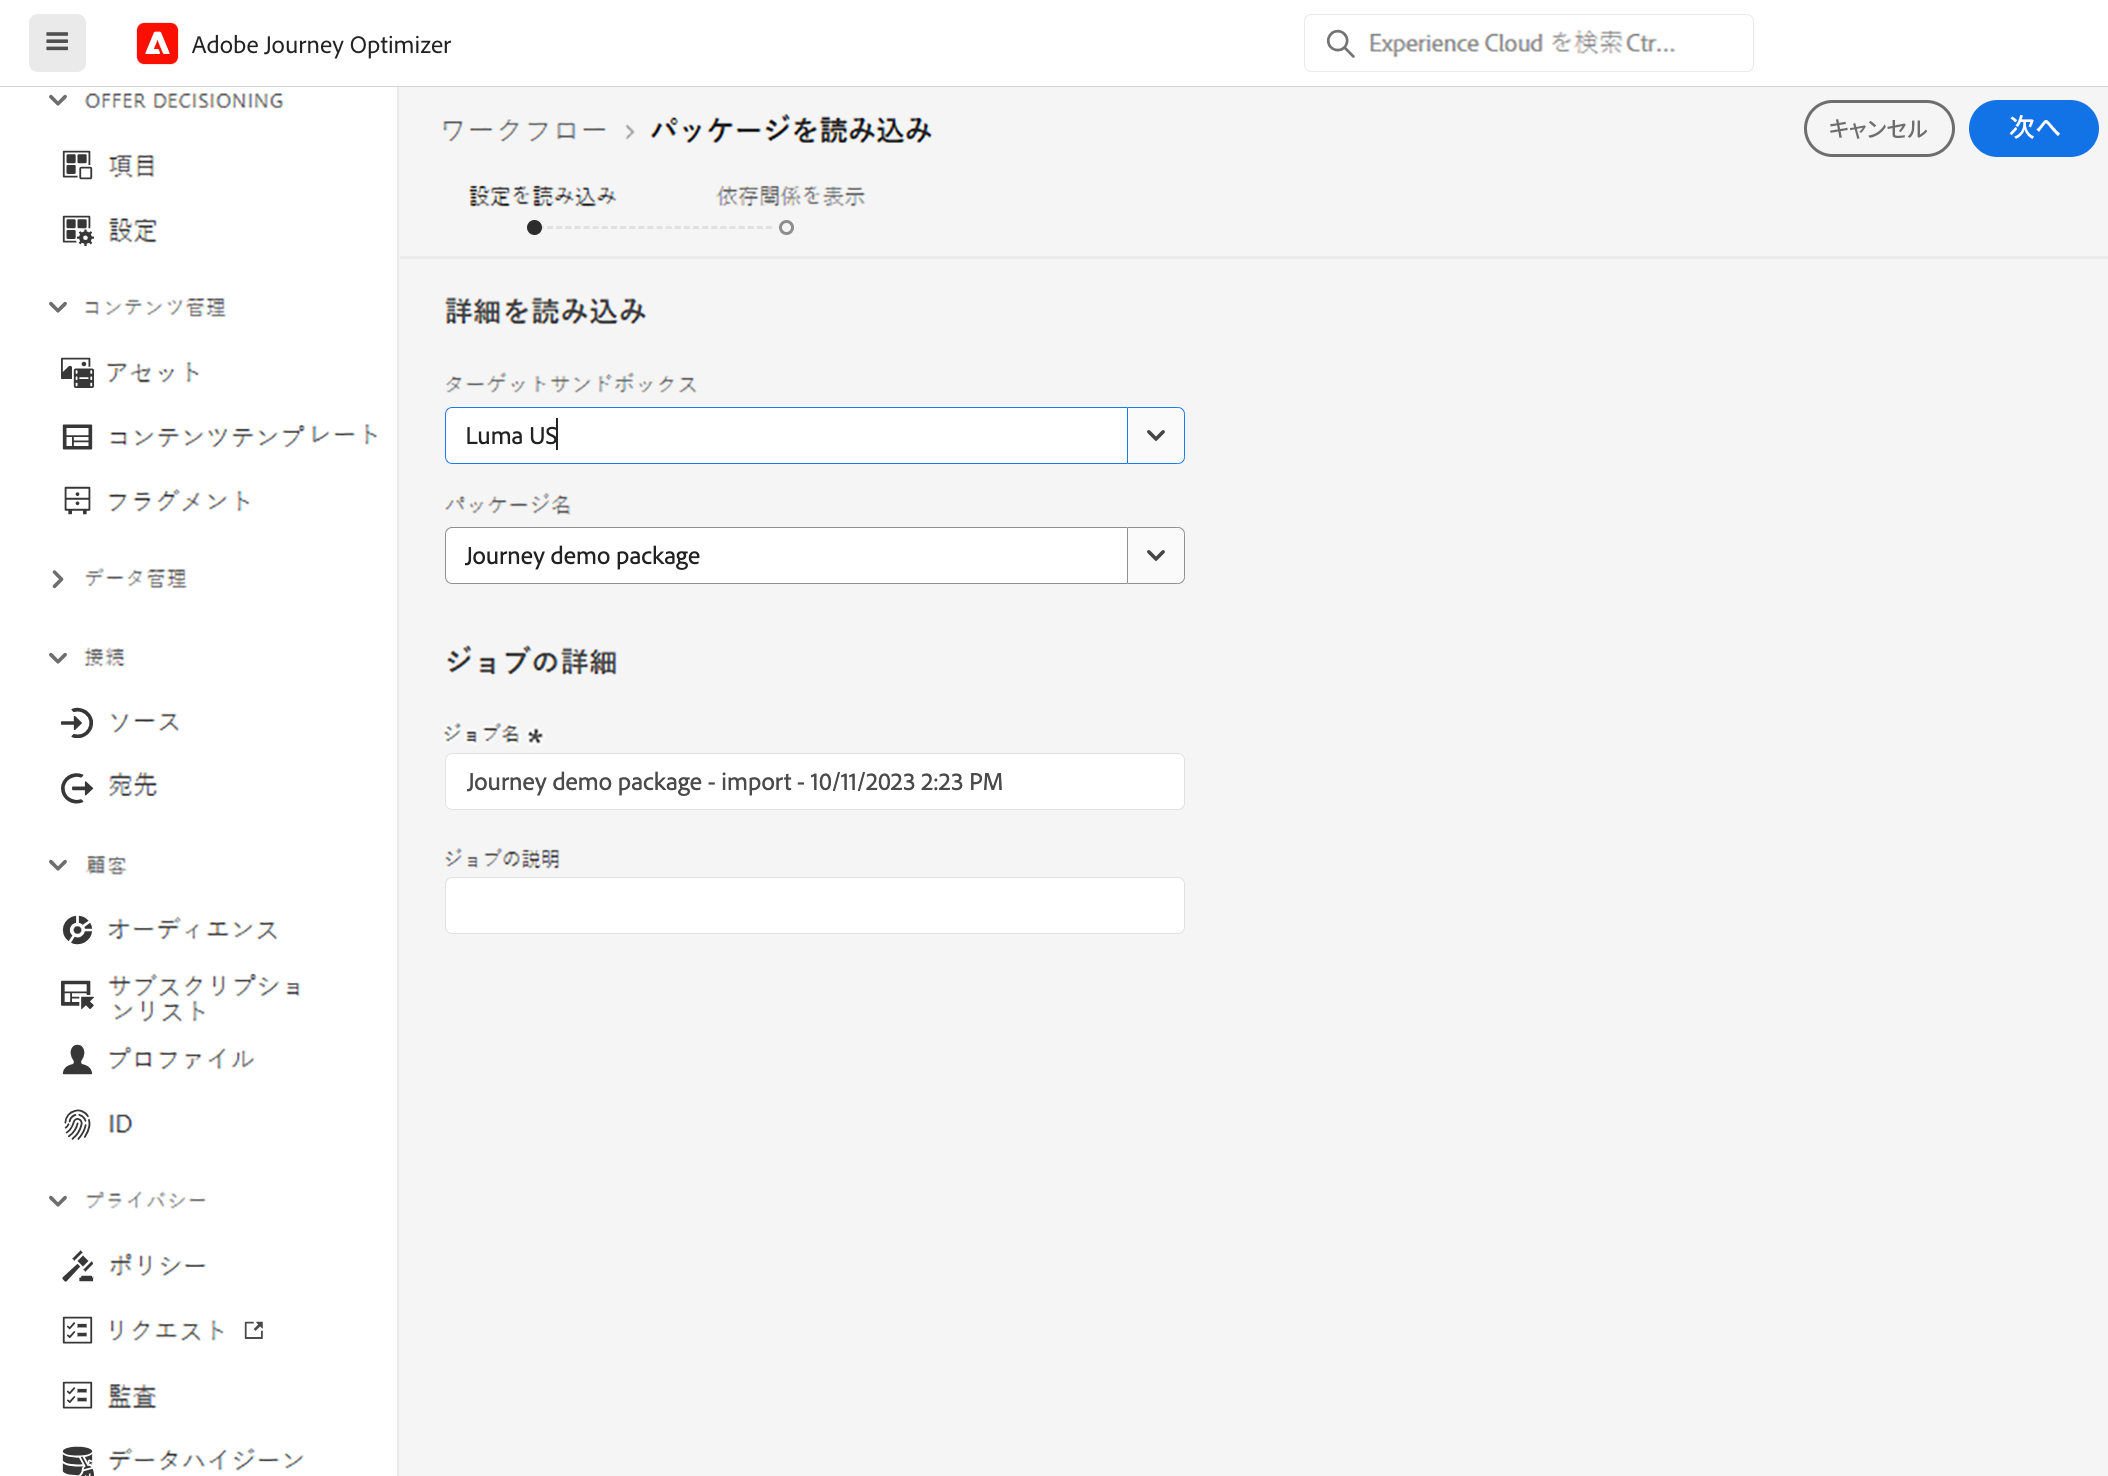 Adobe Journey Optimizer
Experience Cloud を検索 Ctr...
OFFER DECISIONING
項目
設定
コンテンツ管理
アセット
コンテンツテンプレート
フラグメント
データ管理
接続
ソース
宛先
顧客
オーディエンス
サブスクリプショ
ンリスト
プロファイル
ID
プライバシー
ポリシー
リクエスト
監査
データハイジーン
ワークフロー > パッケージを読み込み
キャンセル
次へ
設定を読み込み
依存関係を表示
詳細を読み込み
ターゲットサンドボックス
Luma US
パッケージ名
Journey demo package
ジョブの詳細
ジョブ名 *
Journey demo package - import - 10/11/2023 2:23 PM
ジョブの説明